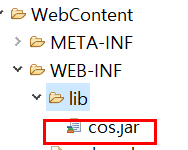 WebContent
META-INF
WEB-INF
lib
cos.jar